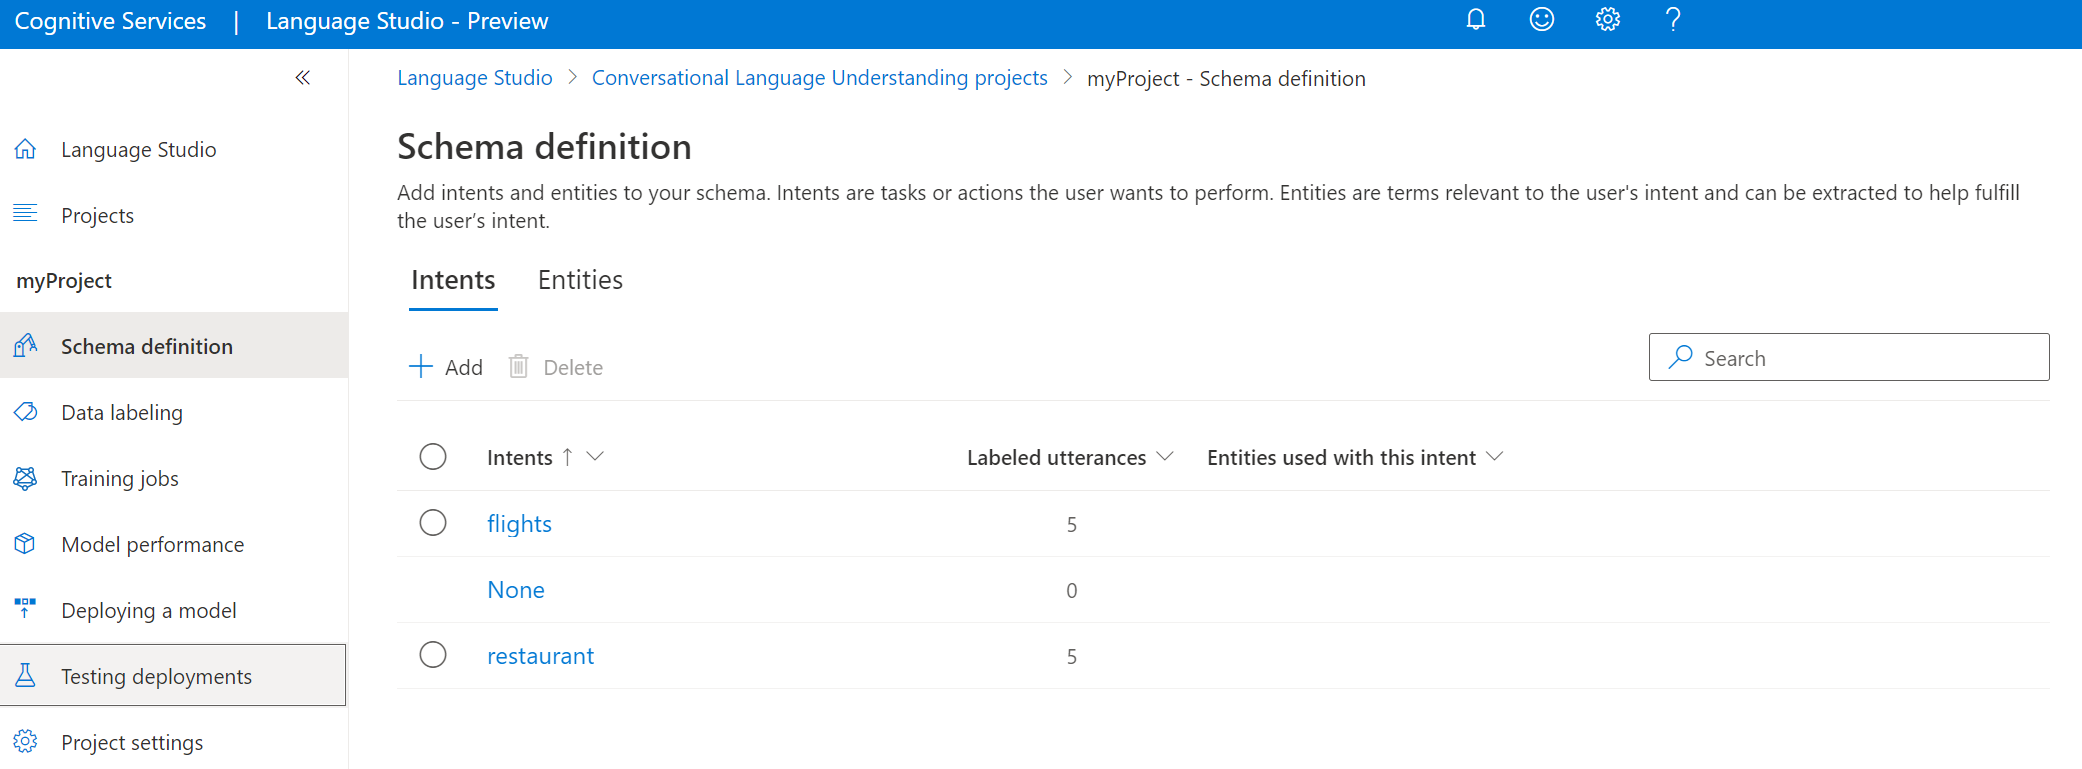 Cognitive Services | Language Studio - Preview
Language Studio > Conversational Language Understanding projects > myProject - Schema definition
Language Studio
Projects
myProject
Schema definition
Data labeling
Training jobs
Model performance
Deploying a model
Testing deployments
Project settings
Schema definition
Add intents and entities to your schema. Intents are tasks or actions the user wants to perform. Entities are terms relevant to the user's intent and can be extracted to help fulfill
the user’s intent.
Intents Entities
Add Delete Search
Intents Labeled utterances Entities used with this intent
flights 5
None 0
restaurant 5